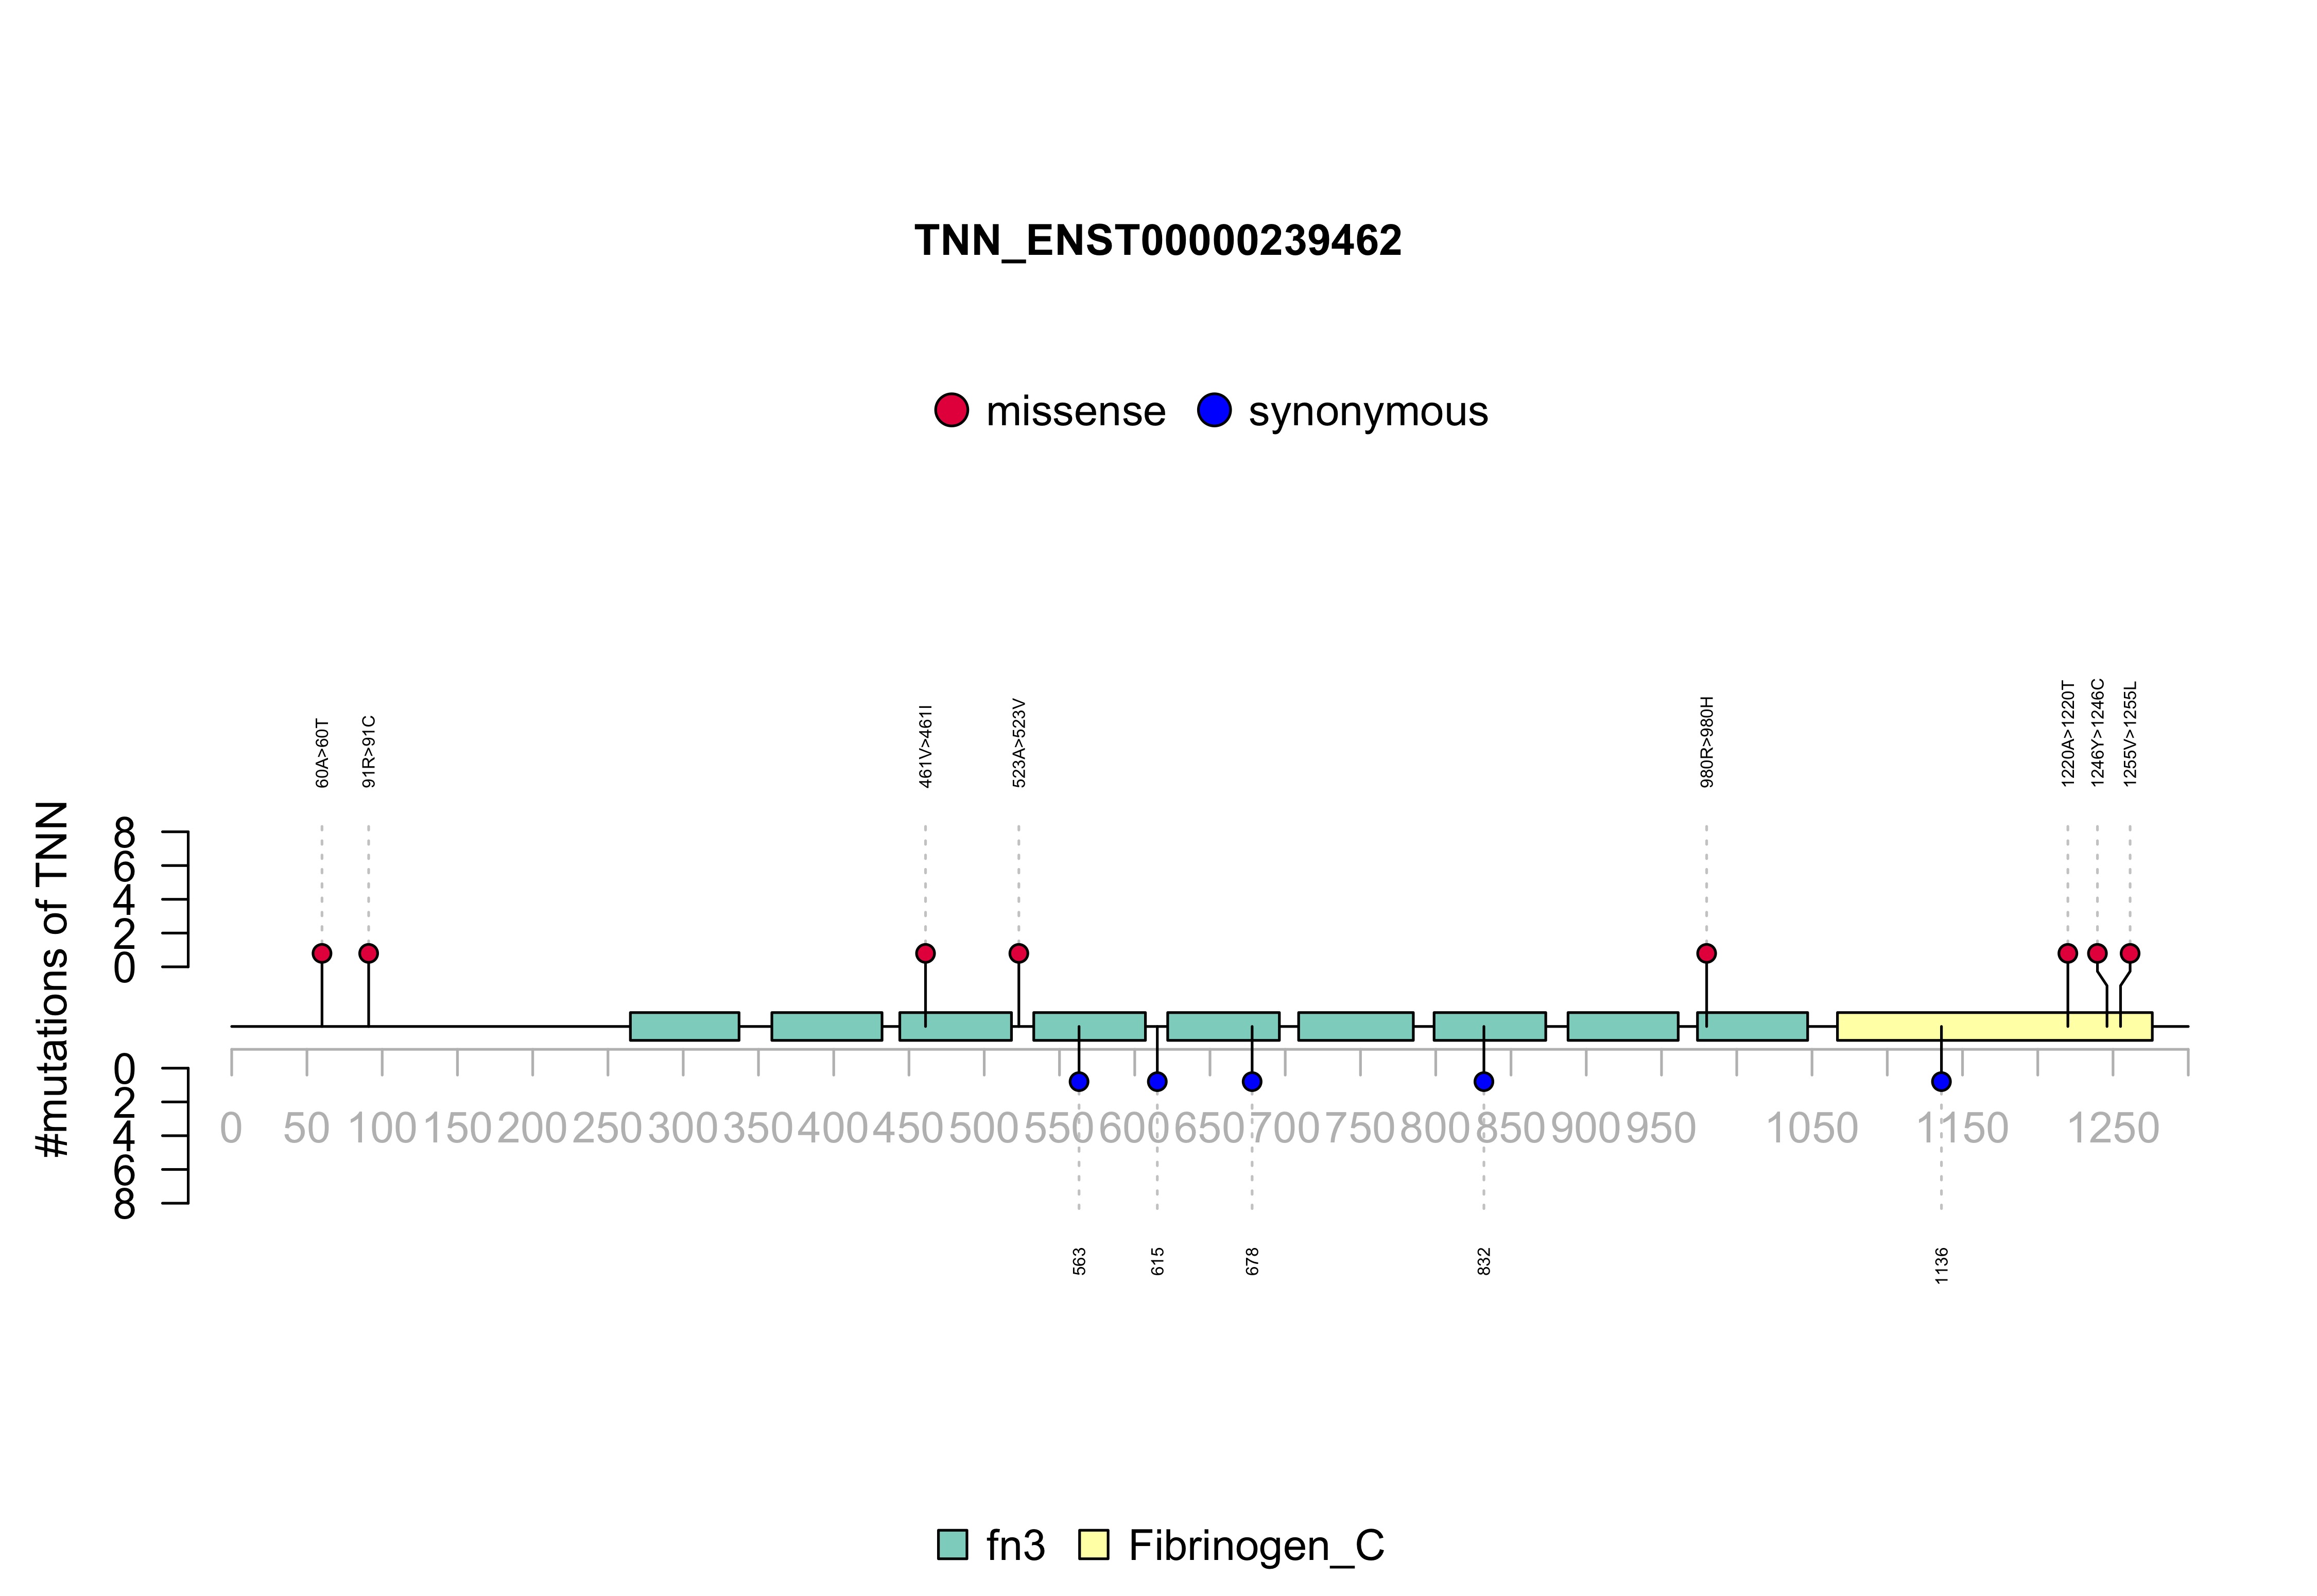 TNN_ENST00000239462
missense synonymous
60A>60T 91R>91C 461V>461I 523A>523V 980R>980H 1220A>1220T 1246Y>1246C 1255V>1255L
#mutations of TNN
8
6
4
2
0
0
2
4
6
8
0 50 100 150 200 250 300 350 400 450 500 550 600 650 700 750 800 850 900 950 1050 1150 1250
563 615 678 832 1136
fn3 Fibrinogen_C